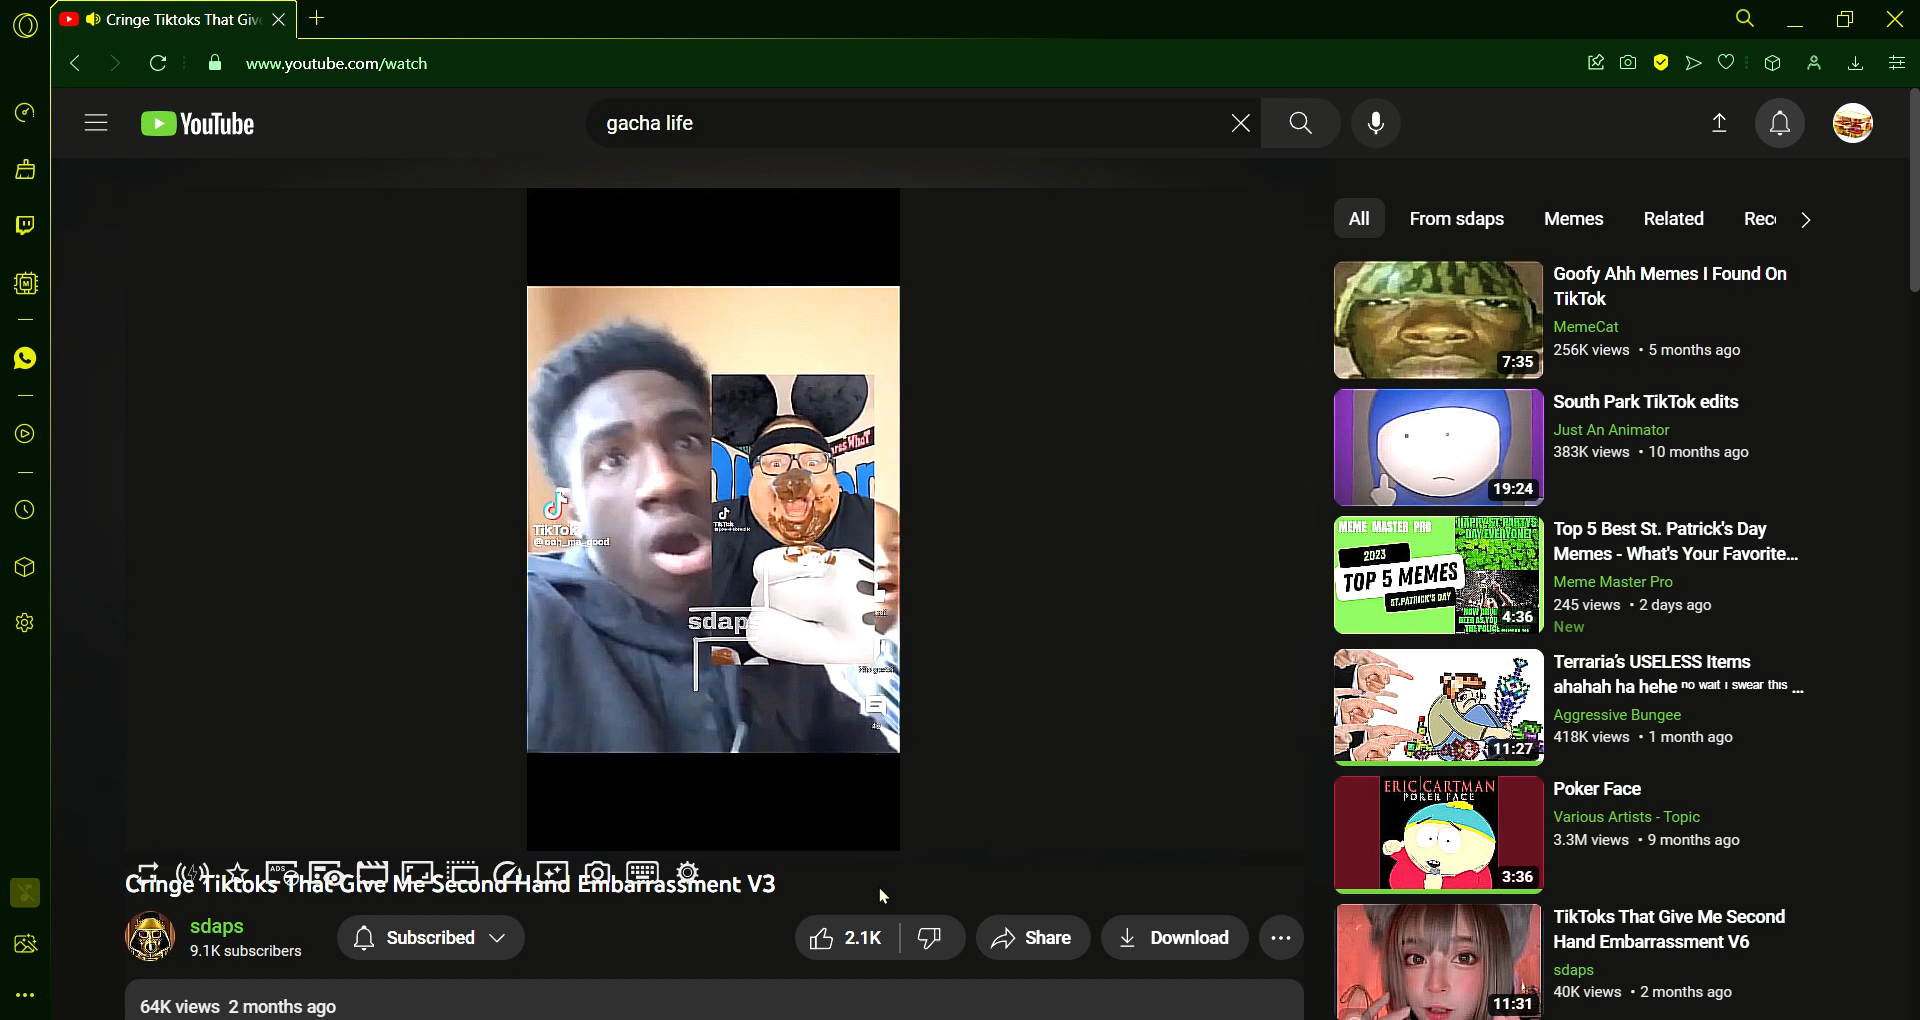 Cringe Tiktoks That Giv
www.youtube.com/watch
YouTube
gacha life
TikTok
sdaps
Cringe Tiktoks That Give Me Second Hand Embarrassment V3
sdaps
9.1K subscribers
Subscribed
2.1K
Share
Download
64K views 2 months ago
All
From sdaps
Memes
Related
Rec
7:35
Goofy Ahh Memes I Found On
TikTok
MemeCat
256K views • 5 months ago
19:24
South Park TikTok edits
Just An Animator
383K views • 10 months ago
MEME MASTER PRO
2023
TOP 5 MEMES
ST.PATRICK'S DAY
4:36
Top 5 Best St. Patrick's Day
Memes - What's Your Favorite...
Meme Master Pro
245 views • 2 days ago
New
11:27
Terraria's USELESS Items
ahahah ha hehe no wait i swear this ...
Aggressive Bungee
418K views • 1 month ago
ERIC CARTMAN
POKER FACE
3:36
Poker Face
Various Artists - Topic
3.3M views • 9 months ago
11:31
TikToks That Give Me Second
Hand Embarrassment V6
sdaps
40K views • 2 months ago